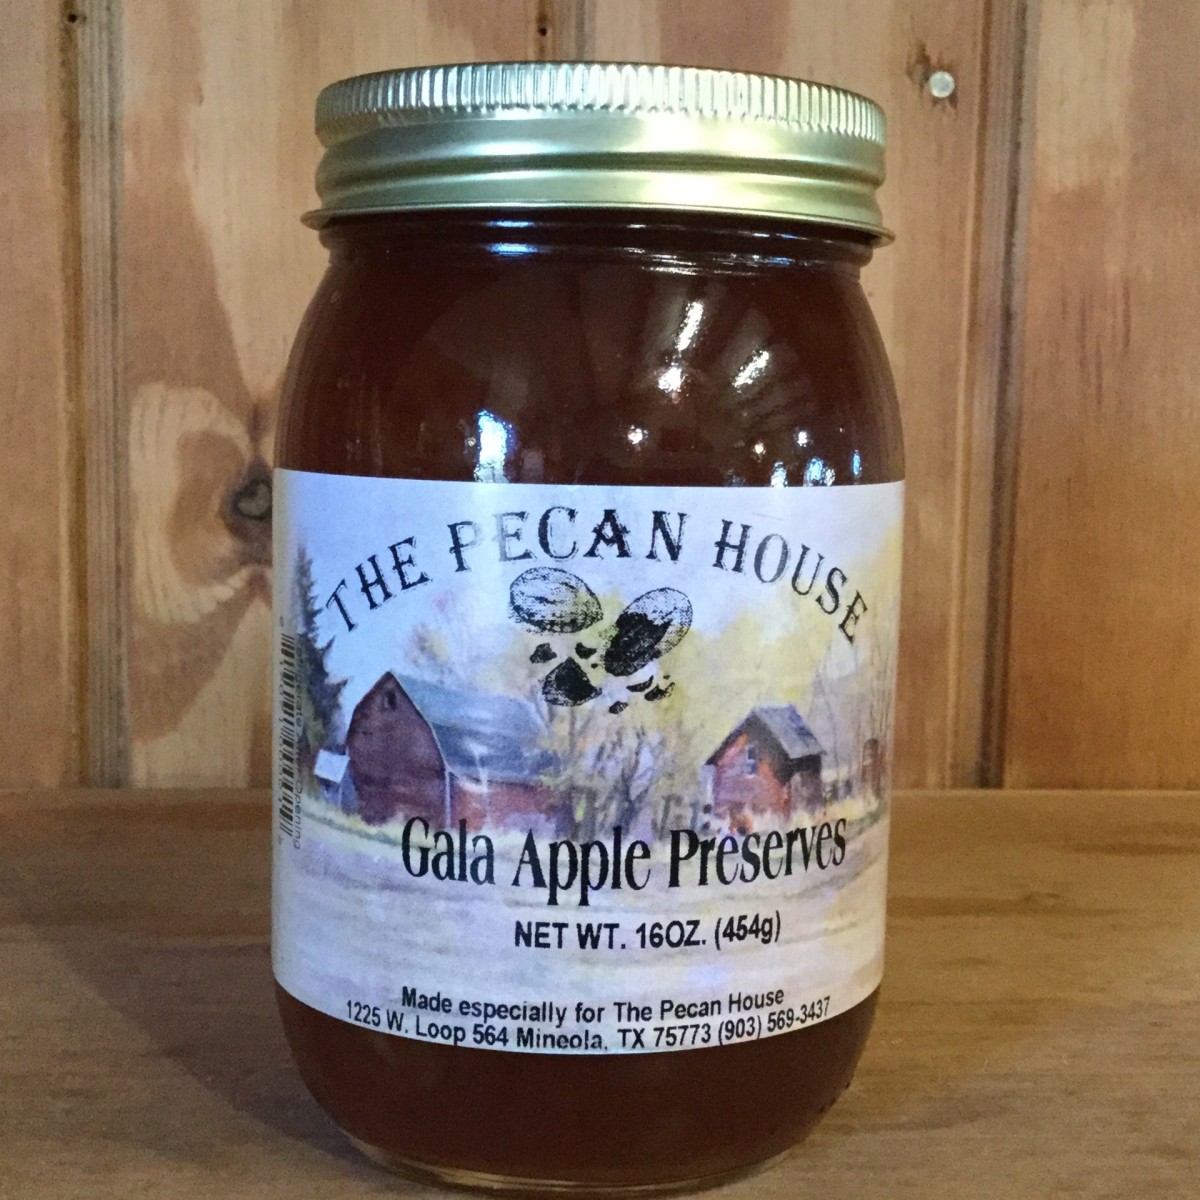 THE PECAN HOUSE
Gala Apple Preserves
NET WT. 16OZ. (454g)
Made especially for The Pecan House
1225 W. Loop 564 Mineola, TX 75773 (903) 569-3437
Opening